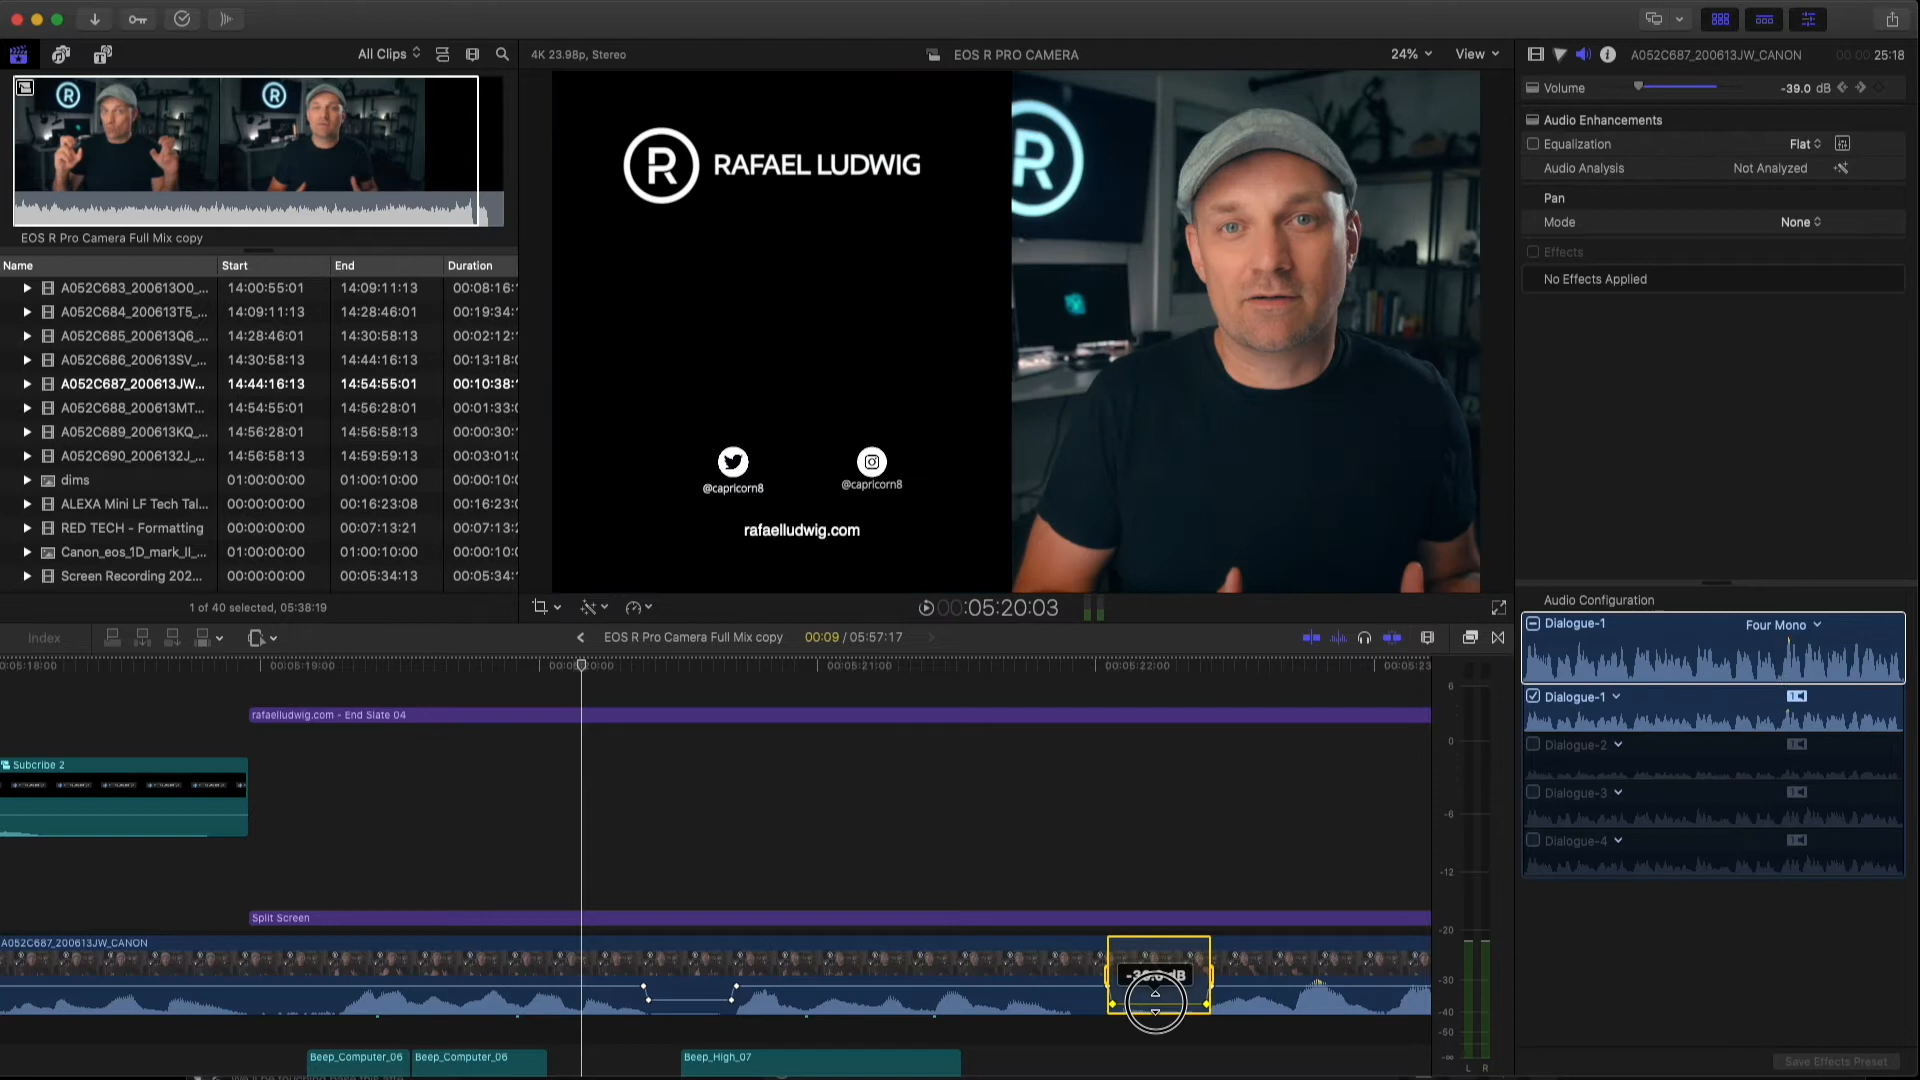 All Clips
4K 23.98p, Stereo
EOS R PRO CAMERA
24%
View
A052C687_200613JW_CANON
00:00:25:18
Volume
-39.0 dB
Audio Enhancements
Equalization
Flat
Audio Analysis
Not Analyzed
Pan
Mode
None
Effects
No Effects Applied
EOS R Pro Camera Full Mix copy
Name Start End Duration
A052C683_200613O0_... 14:00:55:01 14:09:11:13 00:08:16:
A052C684_200613T5_... 14:09:11:13 14:28:46:01 00:19:34:
A052C685_200613Q6_... 14:28:46:01 14:30:58:13 00:02:12:
A052C686_200613SV_... 14:30:58:13 14:44:16:13 00:13:18:0
A052C687_200613JW... 14:44:16:13 14:54:55:01 00:10:38:
A052C688_200613MT... 14:54:55:01 14:56:28:01 00:01:33:0
A052C689_200613KQ_... 14:56:28:01 14:56:58:13 00:00:30:
A052C690_2006132J_... 14:56:58:13 14:59:59:13 00:03:01:0
dims 01:00:00:00 01:00:10:00 00:00:10:0
ALEXA Mini LF Tech Tal... 00:00:00:00 00:16:23:08 00:16:23:0
RED TECH - Formatting 00:00:00:00 00:07:13:21 00:07:13:2
Canon_eos_1D_mark_II_... 01:00:00:00 01:00:10:00 00:00:10:0
Screen Recording 202... 00:00:00:00 00:05:34:13 00:05:34:
1 of 40 selected, 05:38:19
R RAFAEL LUDWIG
R
@capricorn8
@capricorn8
rafaelludwig.com
00:05:20:03
Audio Configuration
Dialogue-1
Four Mono
Dialogue-1
Dialogue-2
Dialogue-3
Dialogue-4
Save Effects Preset
Index
EOS R Pro Camera Full Mix copy
00:09 / 05:57:17
0:05:18:00
00:05:19:00
00:05:20:00
00:05:21:00
00:05:22:00
00:05:23
rafaelludwig.com - End Slate 04
Subcribe 2
Split Screen
A052C687_200613JW_CANON
Beep_Computer_06
Beep_Computer_06
Beep_High_07
6
0
-6
-12
-20
-30
-40
-60
-∞
L R